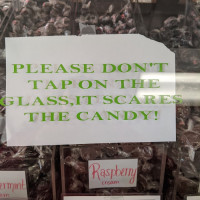 PLEASE DON'T
TAP ON THE
GLASS,IT SCARES
THE CANDY!
Raspberry